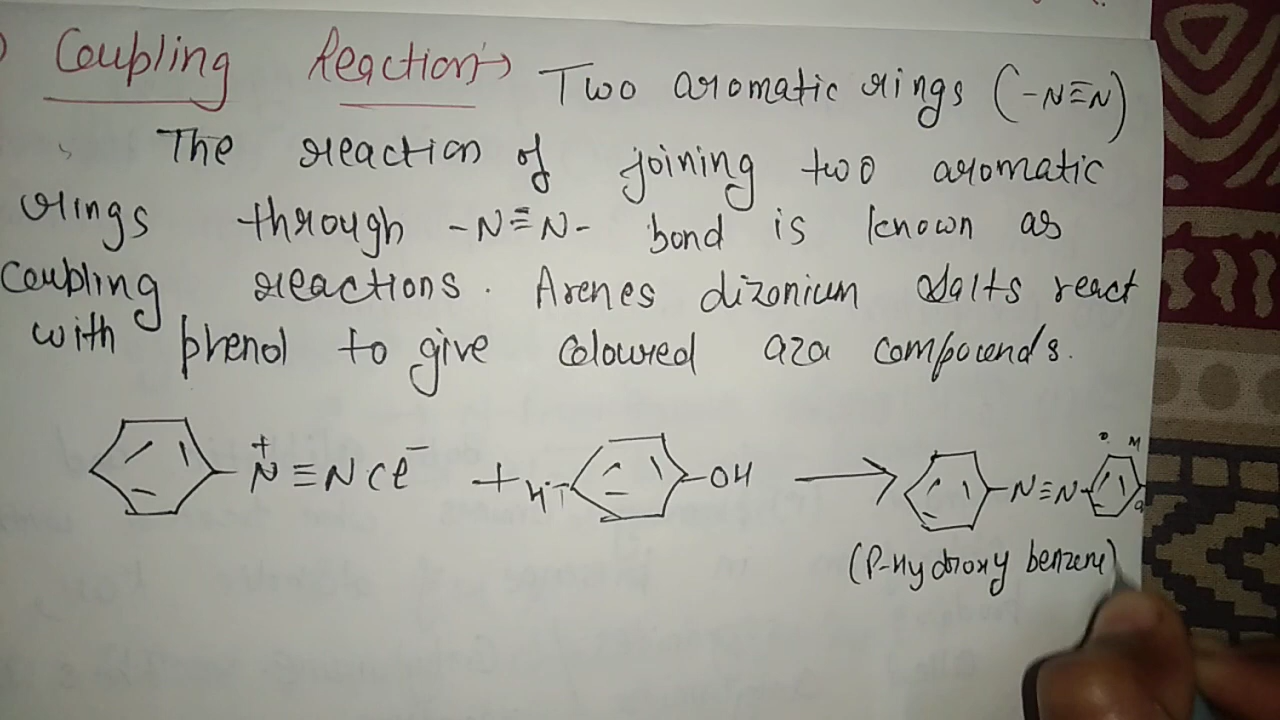 Coupling Reaction→ Two aromatic rings (-N≡N)
The reaction of joining two aromatic
rings through -N≡N- bond is known as
Coupling reactions. Arenes dizonium salts react
with phenol to give coloured aza compounds.
N⁺≡NCl⁻ + H OH → -N≡N-
(P-Hydroxy benzene)